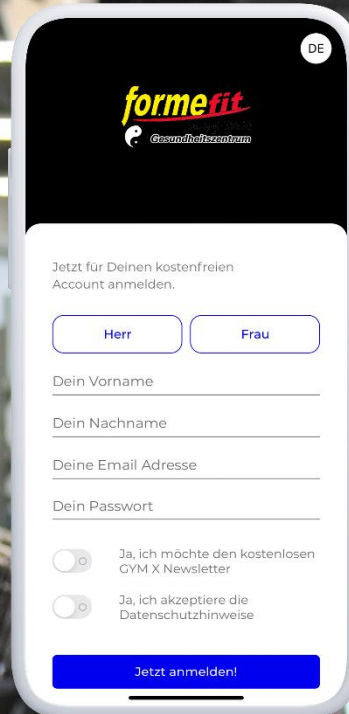 DE
formefit
Gesundheitszentrum
Jetzt für Deinen kostenfreien
Account anmelden.
Herr
Frau
Dein Vorname
Dein Nachname
Deine Email Adresse
Dein Passwort
Ja, ich möchte den kostenlosen
GYM X Newsletter
Ja, ich akzeptiere die
Datenschutzhinweise
Jetzt anmelden!